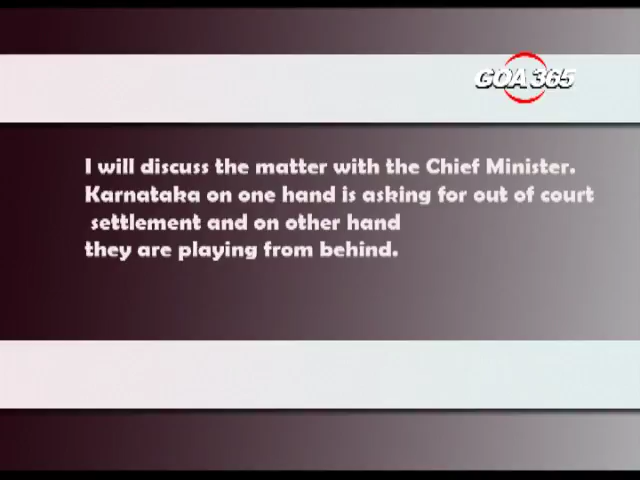 GOA 365
I will discuss the matter with the Chief Minister.
Karnataka on one hand is asking for out of court
settlement and on other hand
they are playing from behind.